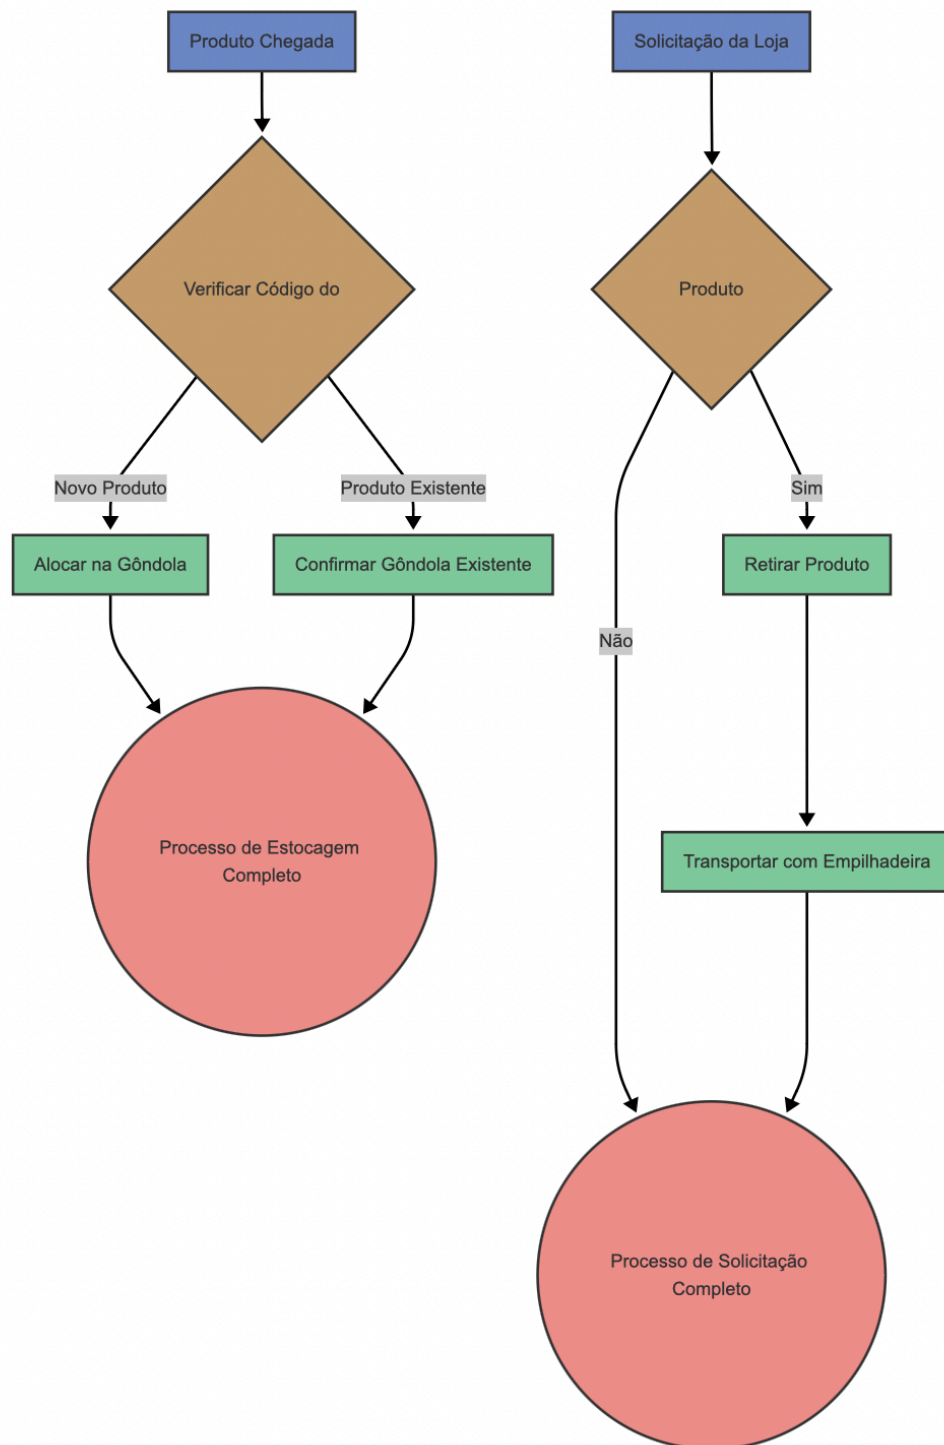 Produto Chegada
Solicitação da Loja
Verificar Código do
Produto
Novo Produto
Produto Existente
Sim
Alocar na Gôndola
Confirmar Gôndola Existente
Retirar Produto
Não
Processo de Estocagem
Completo
Transportar com Empilhadeira
Processo de Solicitação
Completo